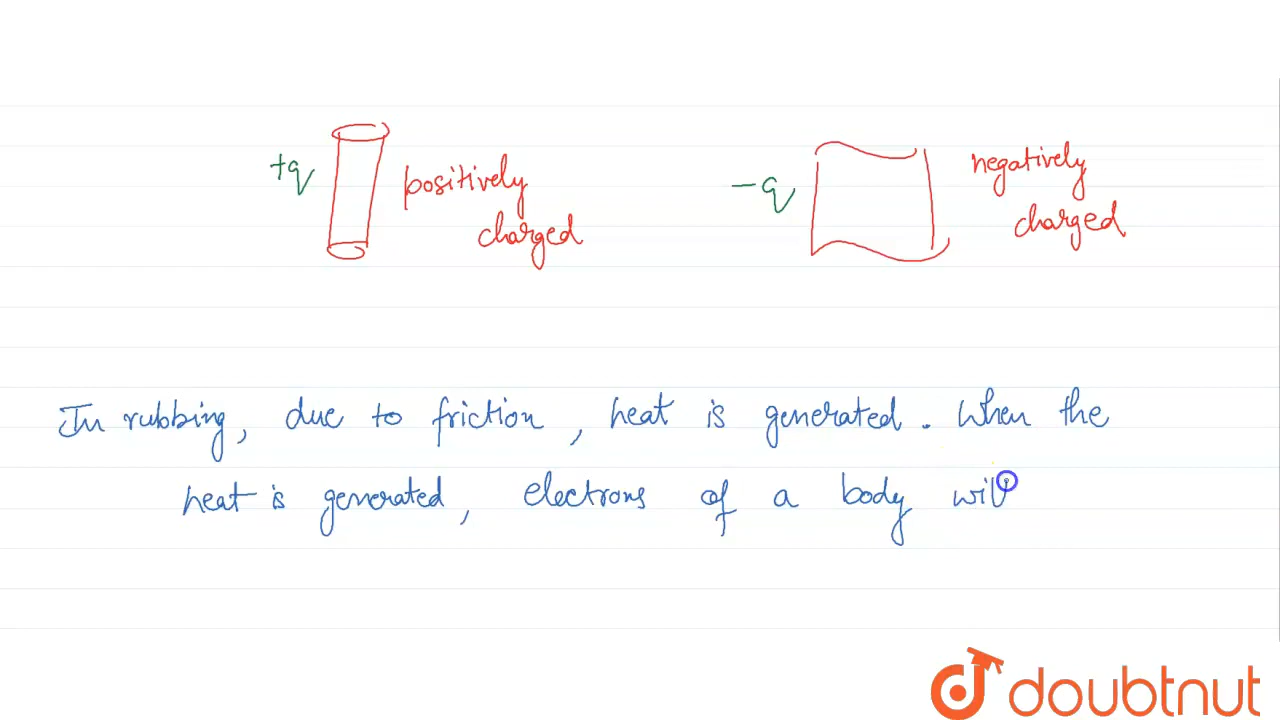 +q
positively
charged
-q
negatively
charged
In rubbing, due to friction, heat is generated. When the
heat is generated, electrons of a body wil
doubtnut